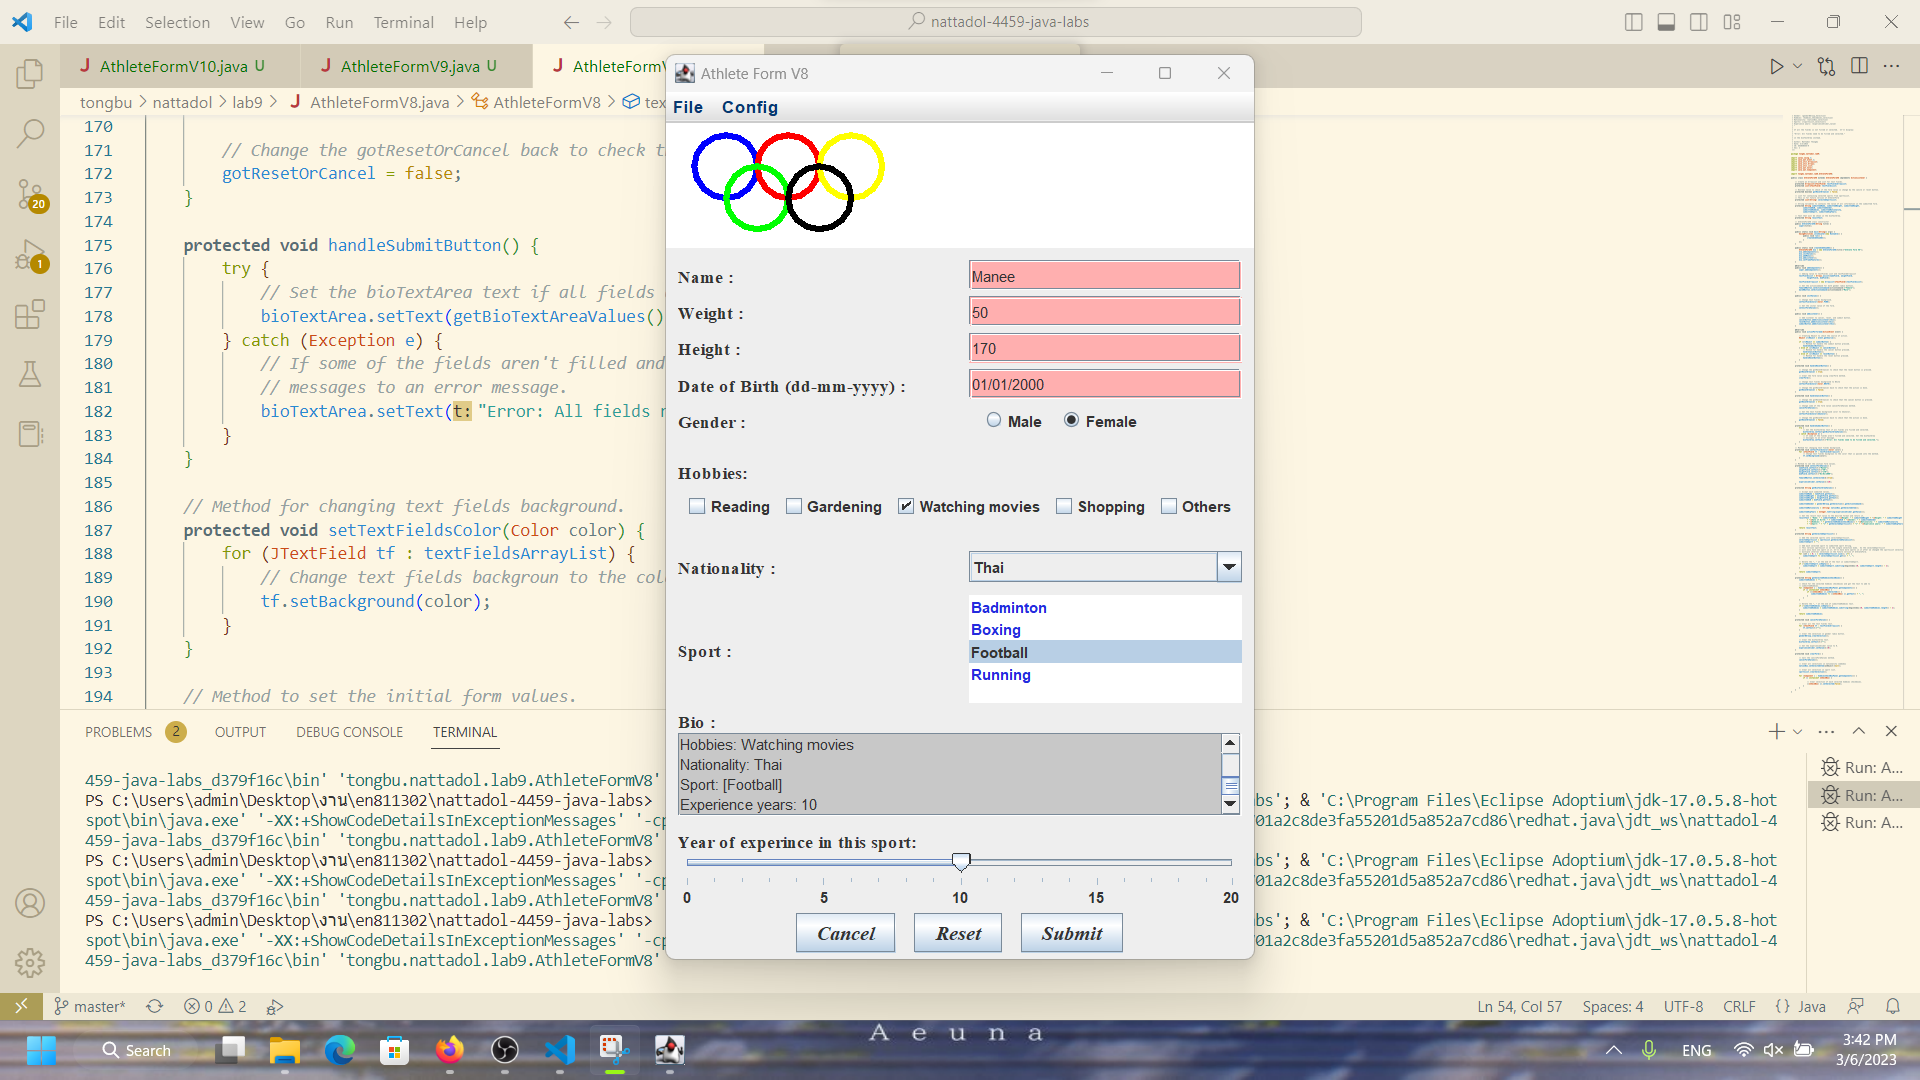 File Edit Selection View Go Run Terminal Help
nattadol-4459-java-labs
AthleteFormV10.java U
AthleteFormV9.java U
AthleteFormV
tongbu > nattadol > lab9 > AthleteFormV8.java > AthleteFormV8 > tex
170
171 // Change the gotResetOrCancel back to check t
172 gotResetOrCancel = false;
173 }
174
175 protected void handleSubmitButton() {
176 try {
177 // Set the bioTextArea text if all fields
178 bioTextArea.setText(getBioTextAreaValues()
179 } catch (Exception e) {
180 // If some of the fields aren't filled and
181 // messages to an error message.
182 bioTextArea.setText(t: "Error: All fields
183 }
184 }
185
186 // Method for changing text fields background.
187 protected void setTextFieldsColor(Color color) {
188 for (JTextField tf : textFieldsArrayList) {
189 // Change text fields backgroun to the col
190 tf.setBackground(color);
191 }
192 }
193
194 // Method to set the initial form values.
Athlete Form V8
File Config
Name : Manee
Weight : 50
Height : 170
Date of Birth (dd-mm-yyyy) : 01/01/2000
Gender : Male Female
Hobbies:
Reading Gardening Watching movies Shopping Others
Nationality : Thai
Badminton
Boxing
Sport : Football
Running
Bio :
Hobbies: Watching movies
Nationality: Thai
Sport: [Football]
Experience years: 10
Year of experince in this sport:
0 5 10 15 20
Cancel Reset Submit
PROBLEMS 2 OUTPUT DEBUG CONSOLE TERMINAL
459-java-labs_d379f16c\bin' 'tongbu.nattadol.lab9.AthleteFormV8'
PS C:\Users\admin\Desktop\งาน\en811302\nattadol-4459-java-labs> bs'; & 'C:\Program Files\Eclipse Adoptium\jdk-17.0.5.8-hot
spot\bin\java.exe' '-XX:+ShowCodeDetailsInExceptionMessages' '-cp 01a2c8de3fa55201d5a852a7cd86\redhat.java\jdt_ws\nattadol-4
459-java-labs_d379f16c\bin' 'tongbu.nattadol.lab9.AthleteFormV8'
PS C:\Users\admin\Desktop\งาน\en811302\nattadol-4459-java-labs> bs'; & 'C:\Program Files\Eclipse Adoptium\jdk-17.0.5.8-hot
spot\bin\java.exe' '-XX:+ShowCodeDetailsInExceptionMessages' '-cp 01a2c8de3fa55201d5a852a7cd86\redhat.java\jdt_ws\nattadol-4
459-java-labs_d379f16c\bin' 'tongbu.nattadol.lab9.AthleteFormV8'
PS C:\Users\admin\Desktop\งาน\en811302\nattadol-4459-java-labs> bs'; & 'C:\Program Files\Eclipse Adoptium\jdk-17.0.5.8-hot
spot\bin\java.exe' '-XX:+ShowCodeDetailsInExceptionMessages' '-cp 01a2c8de3fa55201d5a852a7cd86\redhat.java\jdt_ws\nattadol-4
459-java-labs_d379f16c\bin' 'tongbu.nattadol.lab9.AthleteFormV8'
Run: A...
Run: A...
Run: A...
20
1
master* 0 2 Ln 54, Col 57 Spaces: 4 UTF-8 CRLF {} Java
Aeuna
Search ENG 3:42 PM
3/6/2023